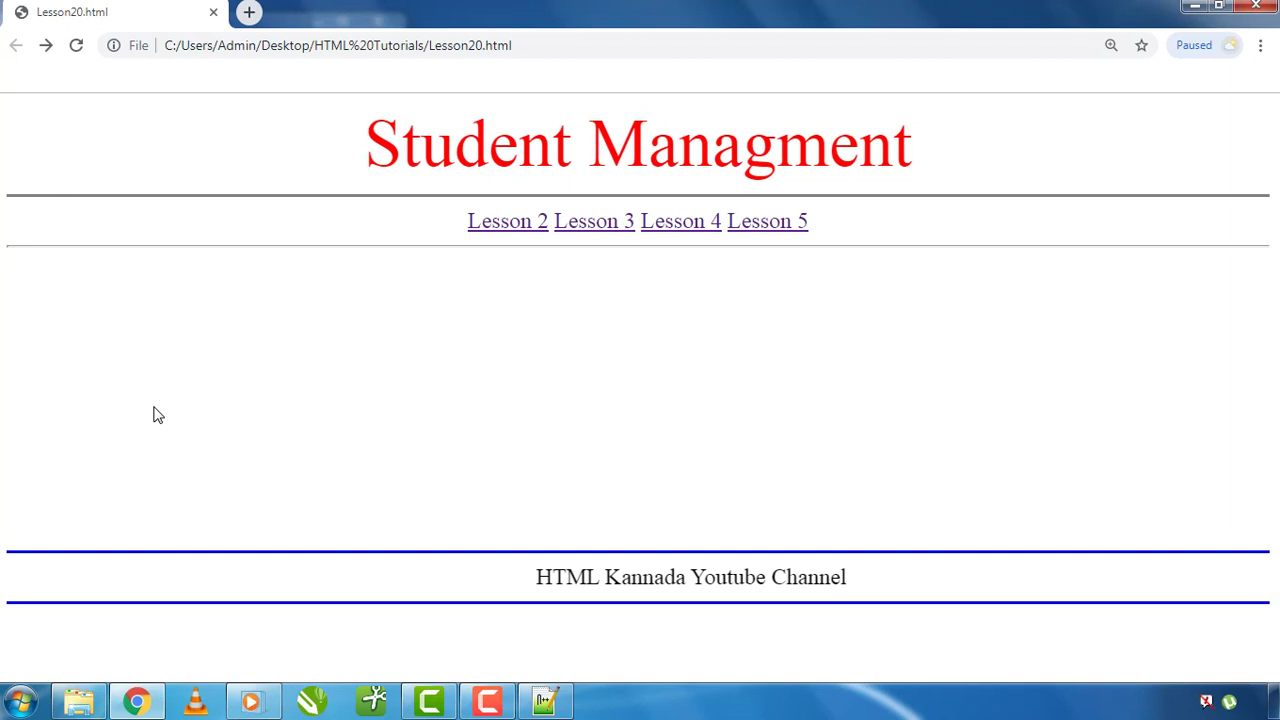 Lesson20.html
File C:/Users/Admin/Desktop/HTML%20Tutorials/Lesson20.html Paused
Student Managment
Lesson 2 Lesson 3 Lesson 4 Lesson 5
HTML Kannada Youtube Channel